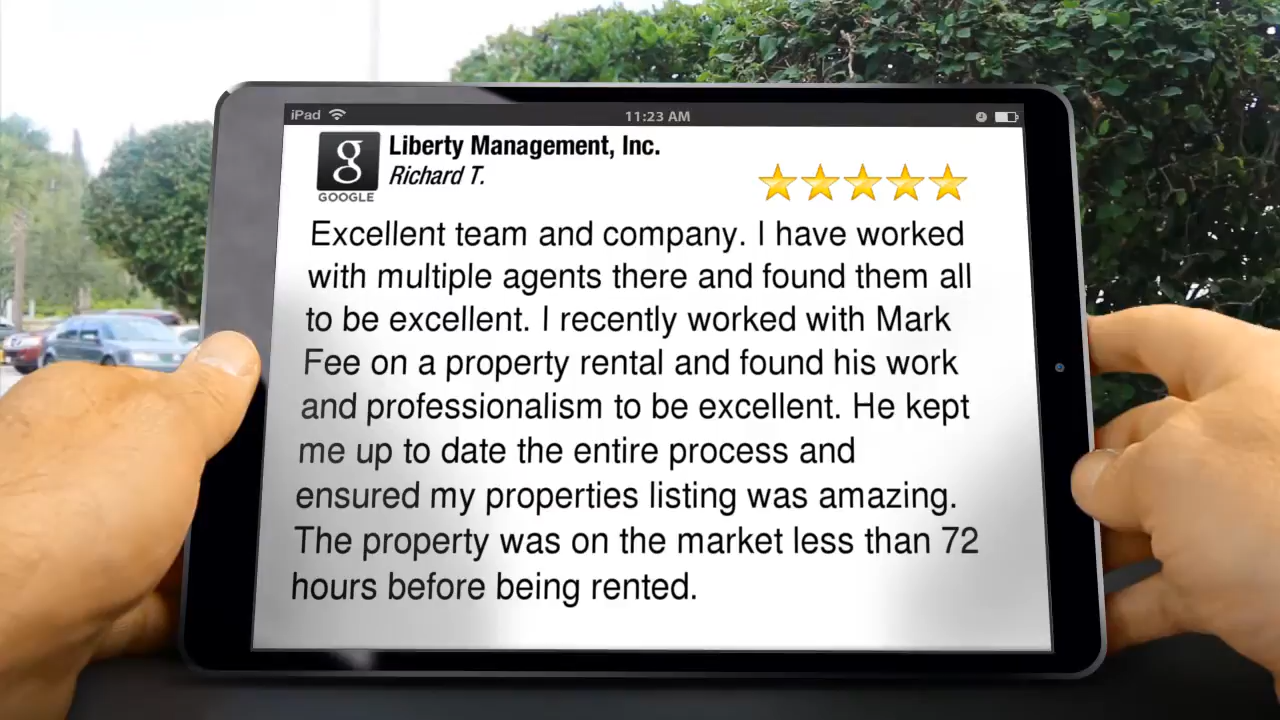 iPad 11:23 AM
g Liberty Management, Inc.
GOOGLE Richard T.
Excellent team and company. I have worked
with multiple agents there and found them all
to be excellent. I recently worked with Mark
Fee on a property rental and found his work
and professionalism to be excellent. He kept
me up to date the entire process and
ensured my properties listing was amazing.
The property was on the market less than 72
hours before being rented.